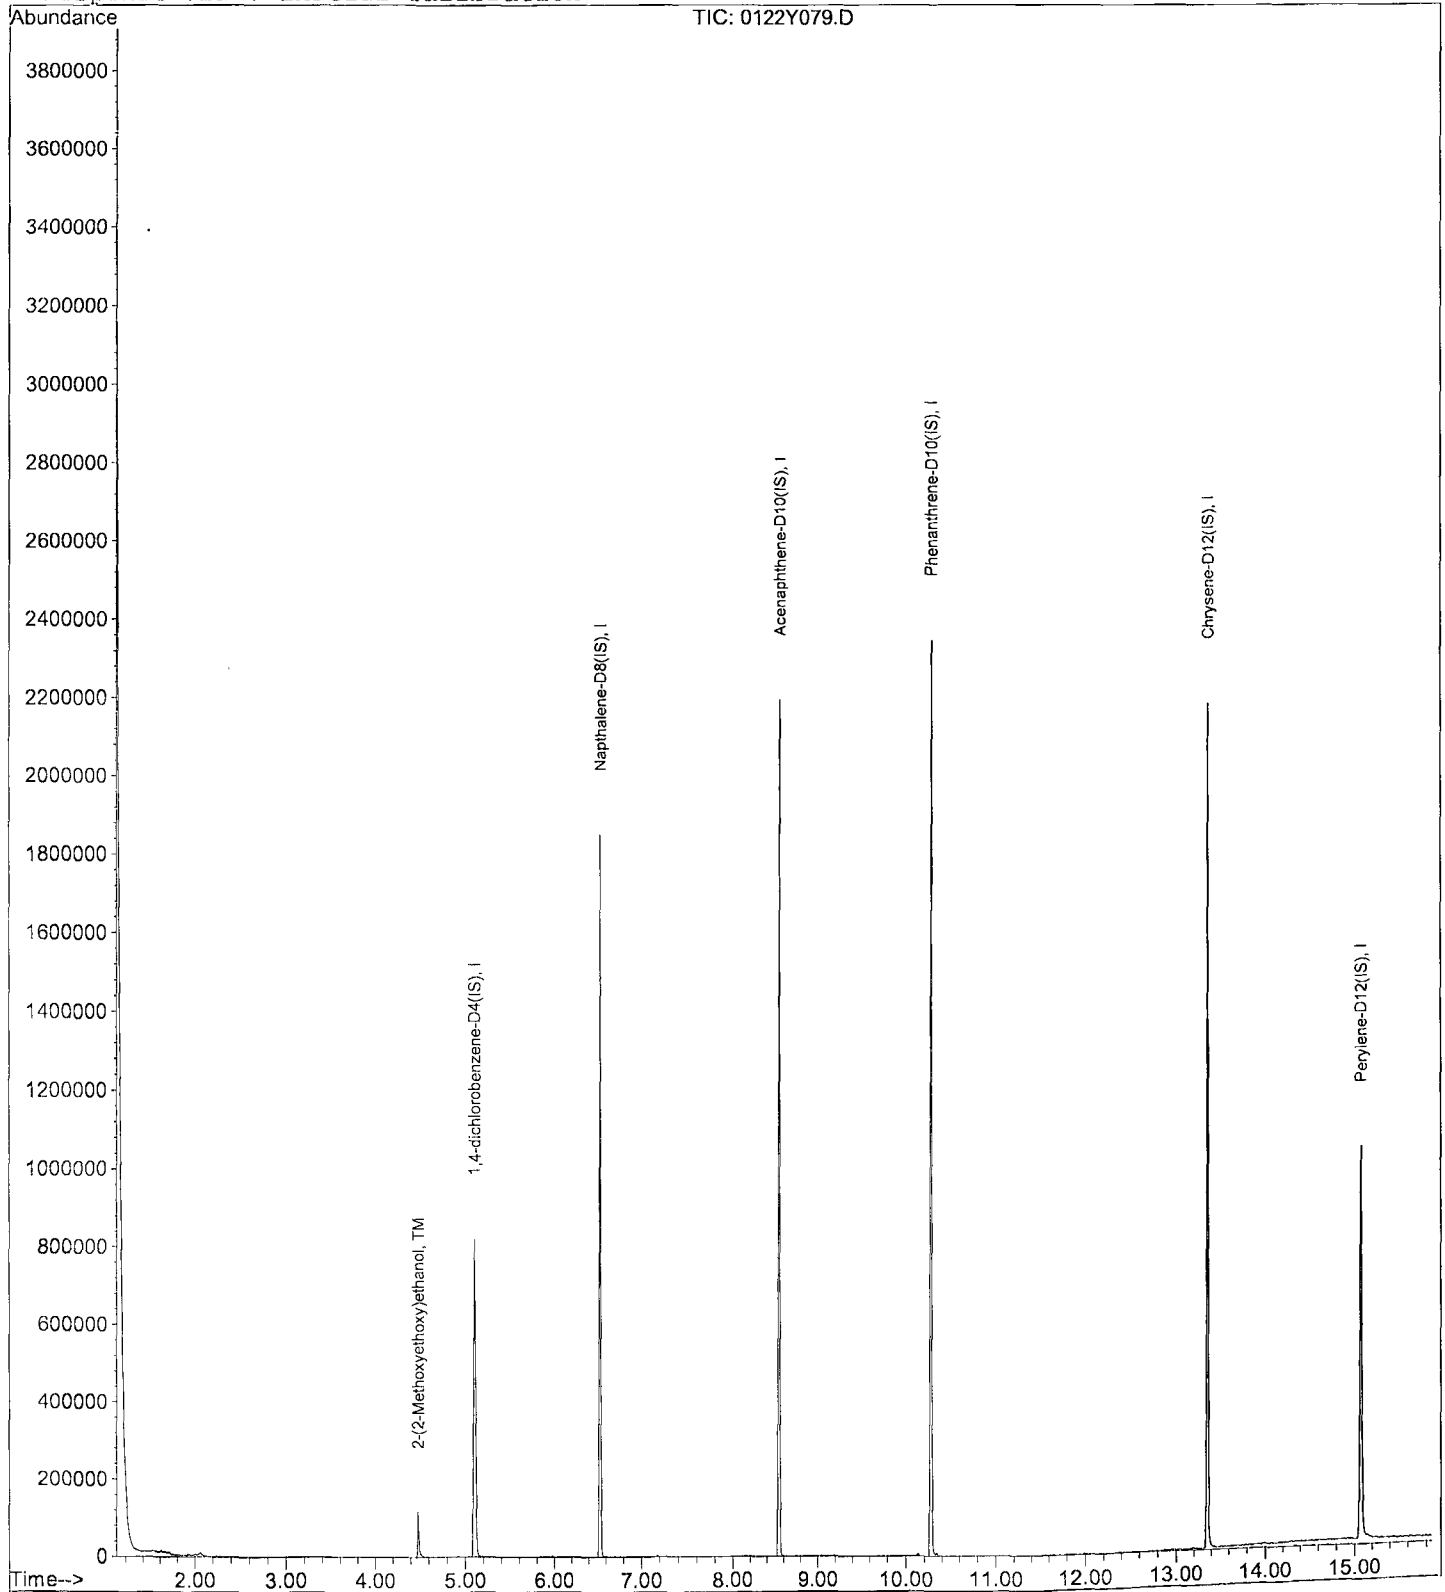 Abundance
TIC: 0122Y079.D
3800000
3600000
3400000
3200000
3000000
2800000
2600000
2400000
2200000
2000000
1800000
1600000
1400000
1200000
1000000
800000
600000
400000
200000
0
2-(2-Methoxyethoxy)ethanol, TM
1,4-dichlorobenzene-D4(IS), I
Napthalene-D8(IS), I
Acenaphthene-D10(IS), I
Phenanthrene-D10(IS), I
Chrysene-D12(IS), I
Perylene-D12(IS), I
Time--> 2.00 3.00 4.00 5.00 6.00 7.00 8.00 9.00 10.00 11.00 12.00 13.00 14.00 15.00